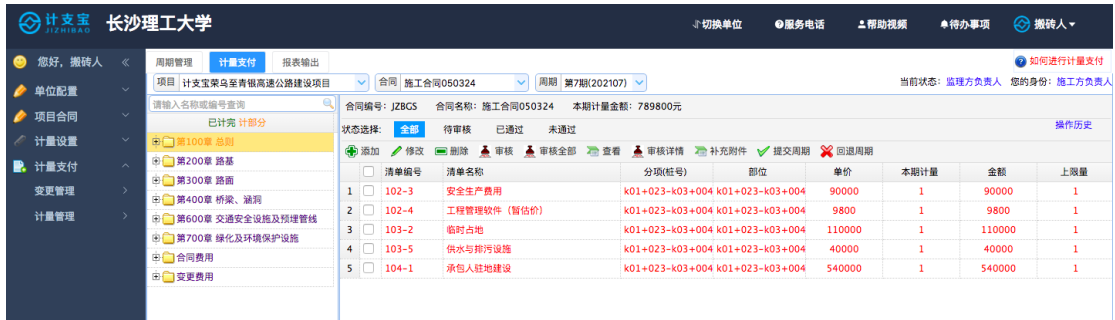 计支宝 JIZHIBAO 长沙理工大学 切换单位 服务电话 帮助视频 待办事项 搬砖人
您好，搬砖人
单位配置
项目合同
计量设置
计量支付
变更管理
计量管理
周期管理 计量支付 报表输出 如何进行计量支付
项目 计支宝荣乌至青银高速公路建设项目 合同 施工合同050324 周期 第7期(202107) 当前状态：监理方负责人 您的身份：施工方负责人
请输入名称或编号查询
已计完 计部分
第100章 总则
第200章 路基
第300章 路面
第400章 桥梁、涵洞
第600章 交通安全设施及预埋管线
第700章 绿化及环境保护设施
合同费用
变更费用
合同编号：JZBGS 合同名称：施工合同050324 本期计量金额：789800元
状态选择： 全部 待审核 已通过 未通过 操作历史
添加 修改 删除 审核 审核全部 查看 审核详情 补充附件 提交周期 回退周期
清单编号 清单名称 分项(桩号) 部位 单价 本期计量 金额 上限量
1 102-3 安全生产费用 k01+023-k03+004 k01+023-k03+004 90000 1 90000 1
2 102-4 工程管理软件（暂估价） k01+023-k03+004 k01+023-k03+004 9800 1 9800 1
3 103-2 临时占地 k01+023-k03+004 k01+023-k03+004 110000 1 110000 1
4 103-5 供水与排污设施 k01+023-k03+004 k01+023-k03+004 40000 1 40000 1
5 104-1 承包人驻地建设 k01+023-k03+004 k01+023-k03+004 540000 1 540000 1